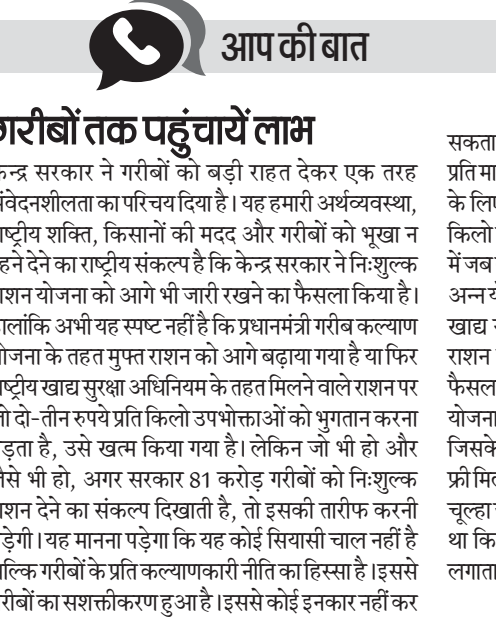 आप की बात
गरीबों तक पहुंचायें लाभ
केन्द्र सरकार ने गरीबों को बड़ी राहत देकर एक तरह
संवेदनशीलता का परिचय दिया है। यह हमारी अर्थव्यवस्था,
राष्ट्रीय शक्ति, किसानों की मदद और गरीबों को भूखा न
रहने देने का राष्ट्रीय संकल्प है कि केन्द्र सरकार ने निःशुल्क
राशन योजना को आगे भी जारी रखने का फैसला किया है।
हालांकि अभी यह स्पष्ट नहीं है कि प्रधानमंत्री गरीब कल्याण
योजना के तहत मुफ्त राशन को आगे बढ़ाया गया है या फिर
राष्ट्रीय खाद्य सुरक्षा अधिनियम के तहत मिलने वाले राशन पर
जो दो-तीन रुपये प्रति किलो उपभोक्ताओं को भुगतान करना
पड़ता है, उसे खत्म किया गया है। लेकिन जो भी हो और
जैसे भी हो, अगर सरकार 81 करोड़ गरीबों को निःशुल्क
राशन देने का संकल्प दिखाती है, तो इसकी तारीफ करनी
पड़ेगी। यह मानना पड़ेगा कि यह कोई सियासी चाल नहीं है
बल्कि गरीबों के प्रति कल्याणकारी नीति का हिस्सा है। इससे
गरीबों का सशक्तीकरण हुआ है। इससे कोई इनकार नहीं कर
सकता
प्रति
के
किलो
में जब
अन्न
खाद्य
राशन
फैसला
योजना
जिसके
फ्री
चूल्हा
था कि
लगाता